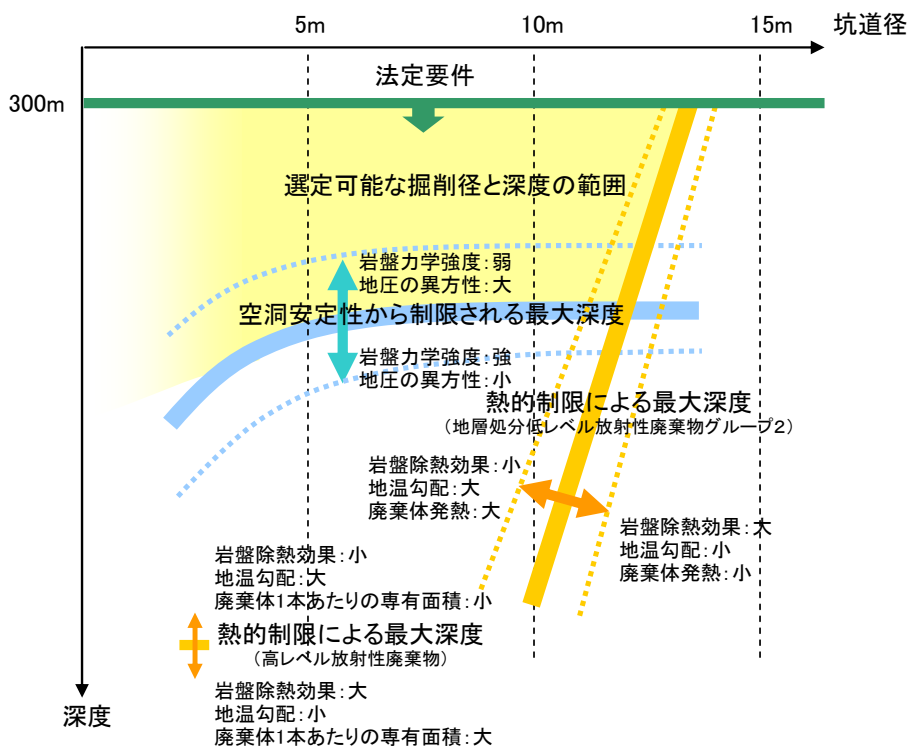 5m
10m
15m
坑道径
法定要件
300m
選定可能な掘削径と深度の範囲
岩盤力学強度:弱
地圧の異方性:大
空洞安定性から制限される最大深度
岩盤力学強度:強
地圧の異方性:小
熱的制限による最大深度
(地層処分低レベル放射性廃棄物グループ2)
岩盤除熱効果:小
地温勾配:大
廃棄体発熱:大
岩盤除熱効果:大
地温勾配:小
廃棄体発熱:小
岩盤除熱効果:小
地温勾配:大
廃棄体1本あたりの専有面積:小
熱的制限による最大深度
(高レベル放射性廃棄物)
岩盤除熱効果:大
地温勾配:小
廃棄体1本あたりの専有面積:大
深度